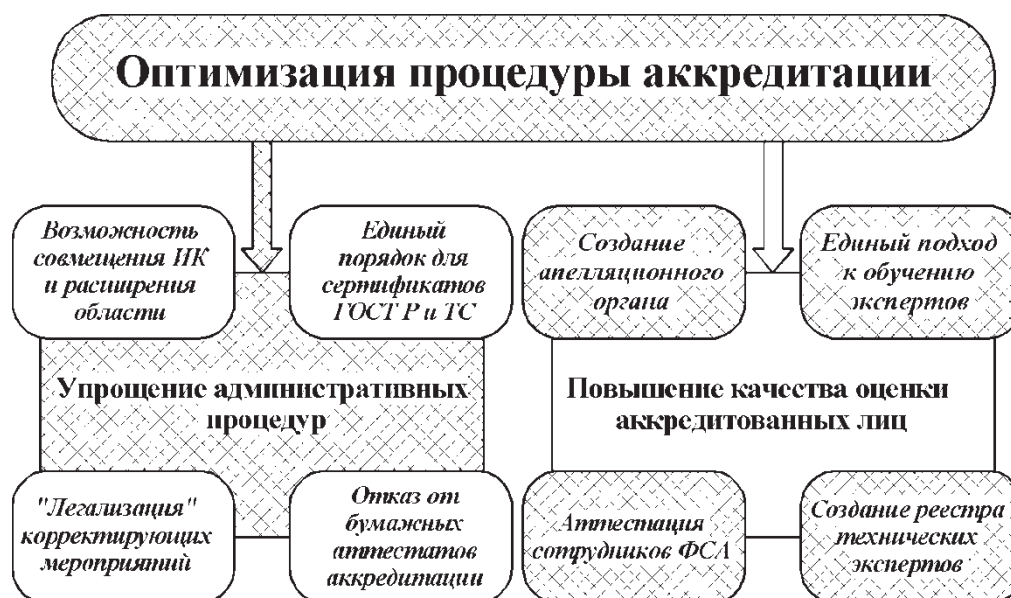 Оптимизация процедуры аккредитации
Возможность
совмещения ИК
и расширения
области
Единый
порядок для
сертификатов
ГОСТ Р и ТС
Упрощение административных
процедур
"Легализация"
корректирующих
мероприятий
Отказ от
бумажных
аттестатов
аккредитации
Создание
апелляционного
органа
Единый подход
к обучению
экспертов
Повышение качества оценки
аккредитованных лиц
Аттестация
сотрудников ФСА
Создание реестра
технических
экспертов